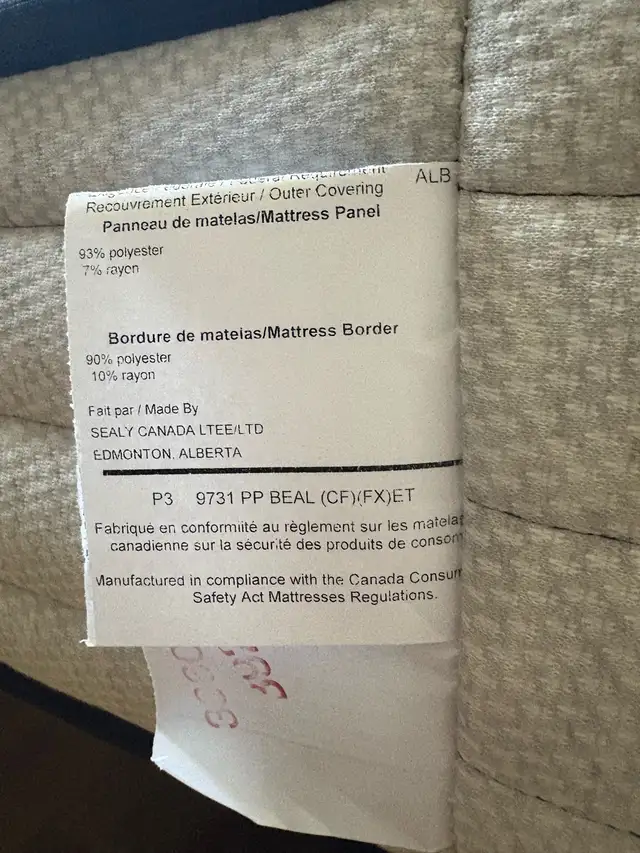 ALB
Recouvrement Extérieur / Outer Covering
Panneau de matelas/Mattress Panel
93% polyester
7% rayon
Bordure de matelas/Mattress Border
90% polyester
10% rayon
Fait par / Made By
SEALY CANADA LTEE/LTD
EDMONTON, ALBERTA
P3 9731 PP BEAL (CF)(FX)ET
Fabriqué en conformité au règlement sur les matelas
canadienne sur la sécurité des produits de consom
Manufactured in compliance with the Canada Consum
Safety Act Mattresses Regulations.